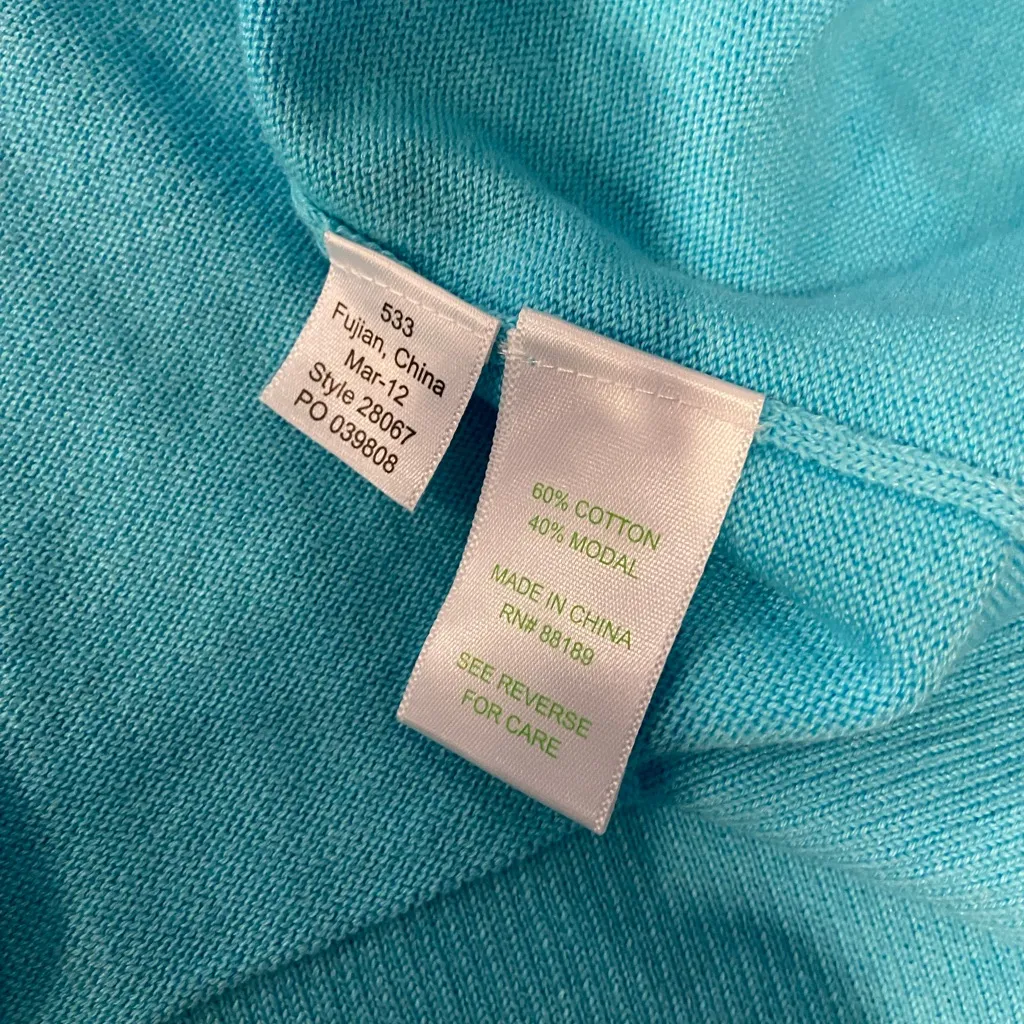 533
Fujian, China
Mar-12
Style 28067
PO 039808
60% COTTON
40% MODAL
MADE IN CHINA
RN# 88189
SEE REVERSE
FOR CARE